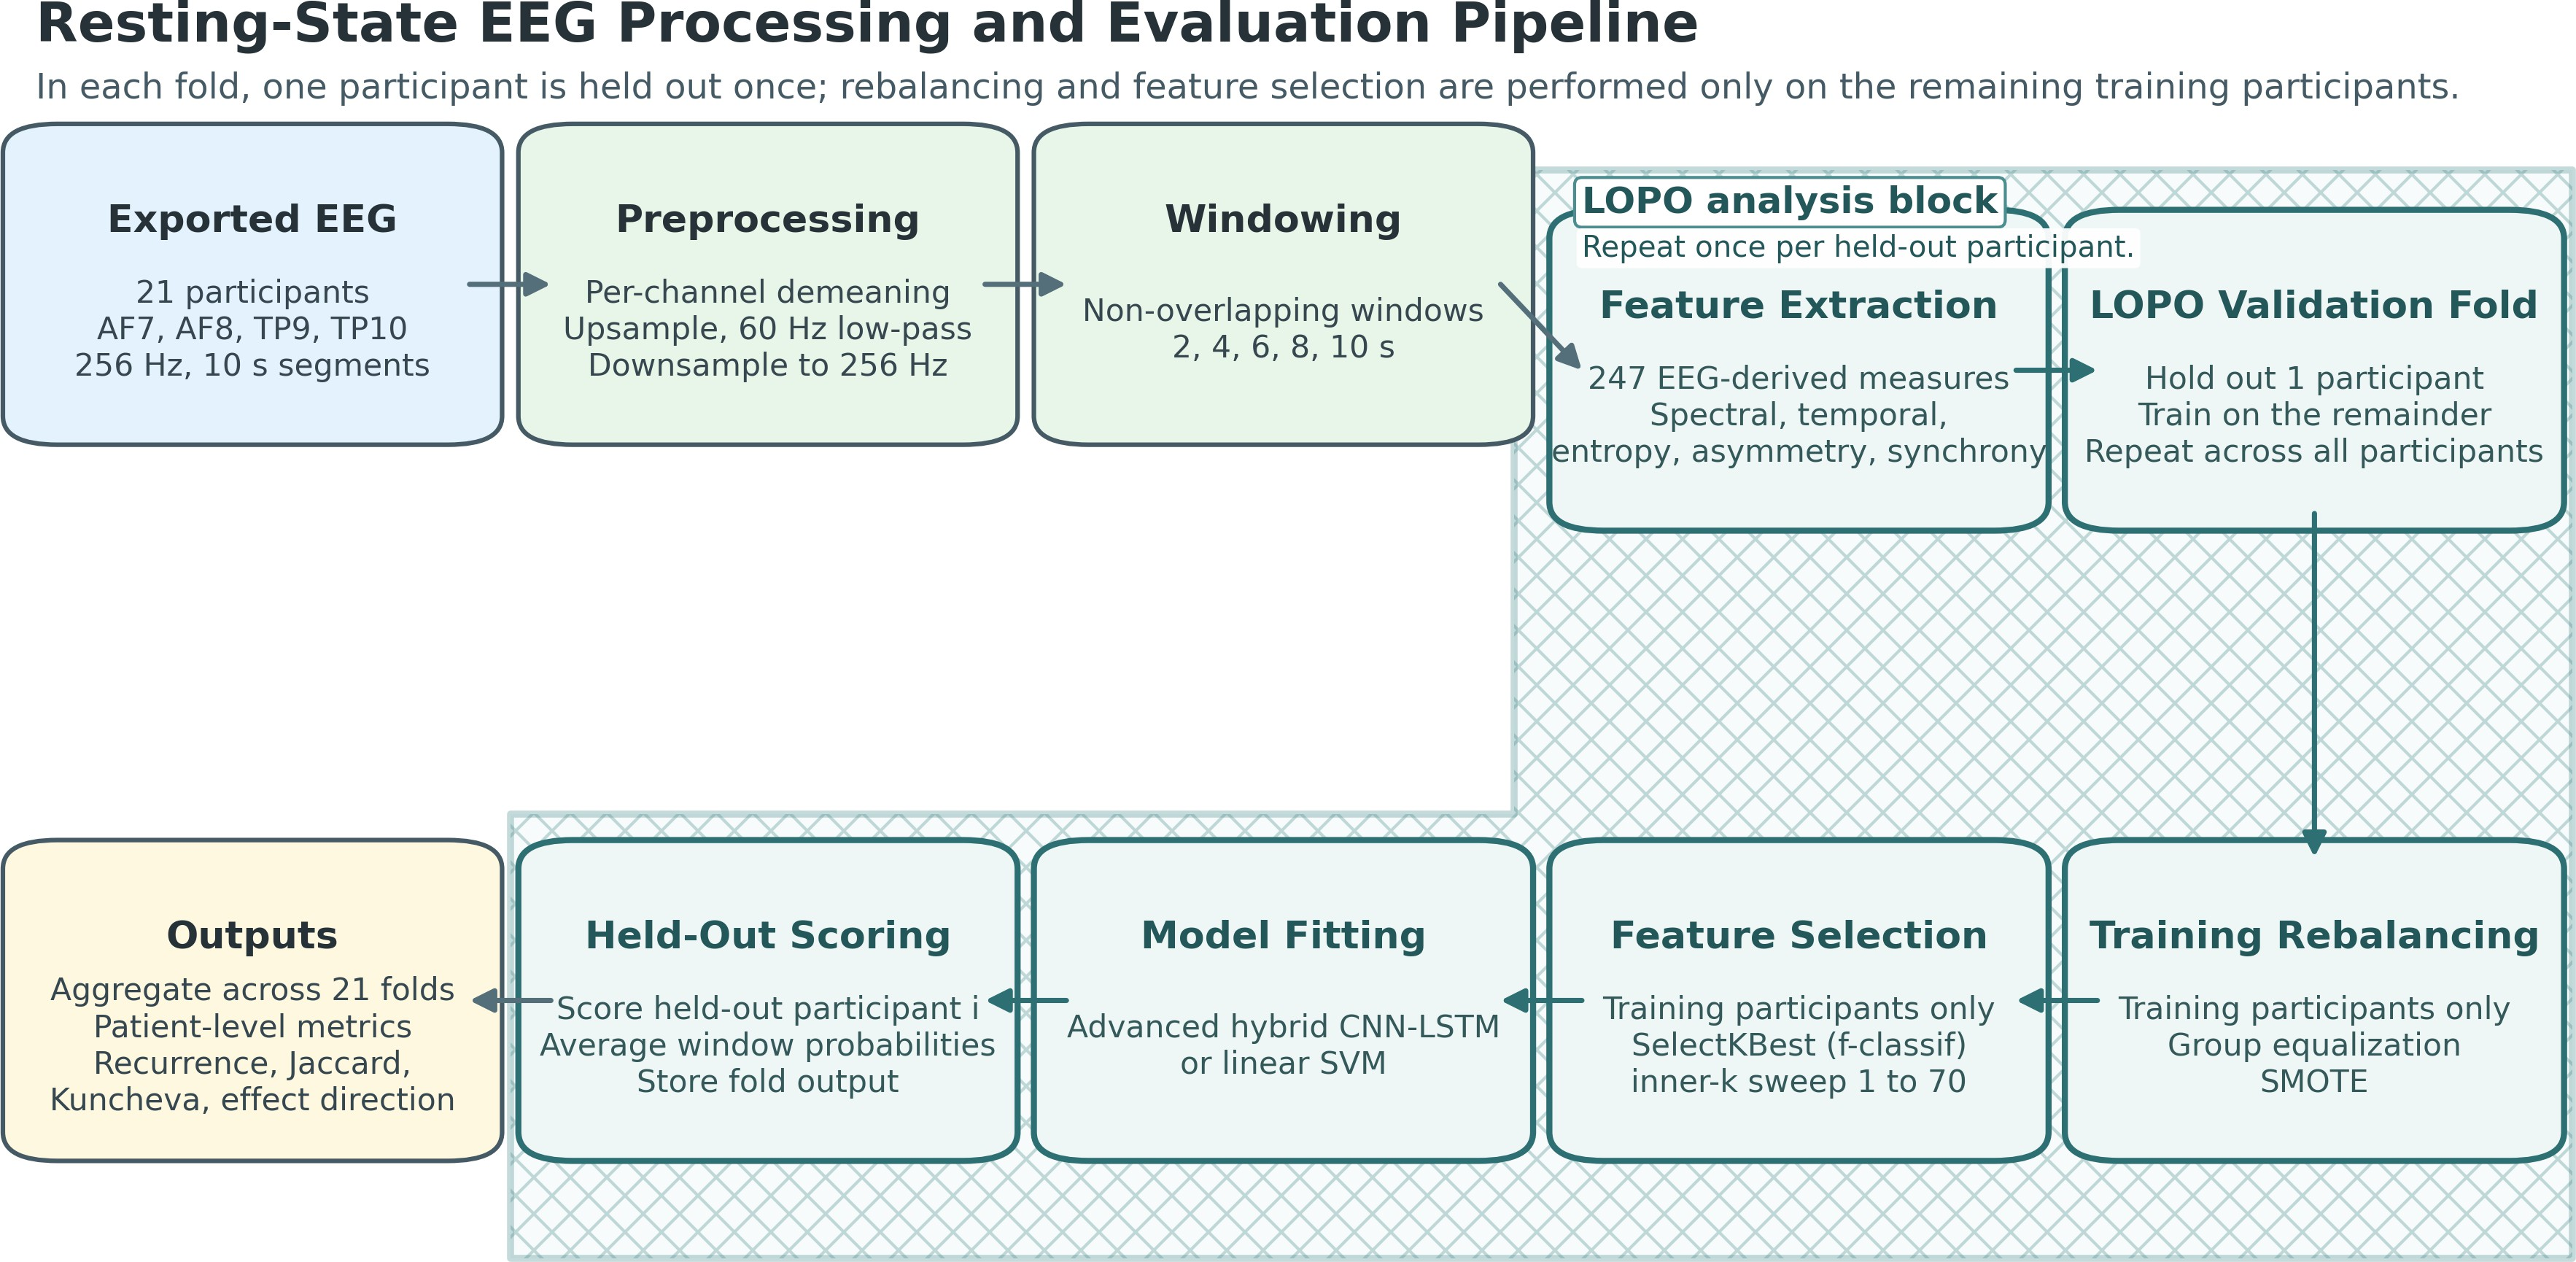 Resting-State EEG Processing and Evaluation Pipeline
In each fold, one participant is held out once; rebalancing and feature selection are performed only on the remaining training participants.
Exported EEG
21 participants
AF7, AF8, TP9, TP10
256 Hz, 10 s segments
Preprocessing
Per-channel demeaning
Upsample, 60 Hz low-pass
Downsample to 256 Hz
Windowing
Non-overlapping windows
2, 4, 6, 8, 10 s
LOPO analysis block
Repeat once per held-out participant.
Feature Extraction
247 EEG-derived measures
Spectral, temporal,
entropy, asymmetry, synchrony
LOPO Validation Fold
Hold out 1 participant
Train on the remainder
Repeat across all participants
Outputs
Aggregate across 21 folds
Patient-level metrics
Recurrence, Jaccard,
Kuncheva, effect direction
Held-Out Scoring
Score held-out participant i
Average window probabilities
Store fold output
Model Fitting
Advanced hybrid CNN-LSTM
or linear SVM
Feature Selection
Training participants only
SelectKBest (f-classif)
inner-k sweep 1 to 70
Training Rebalancing
Training participants only
Group equalization
SMOTE